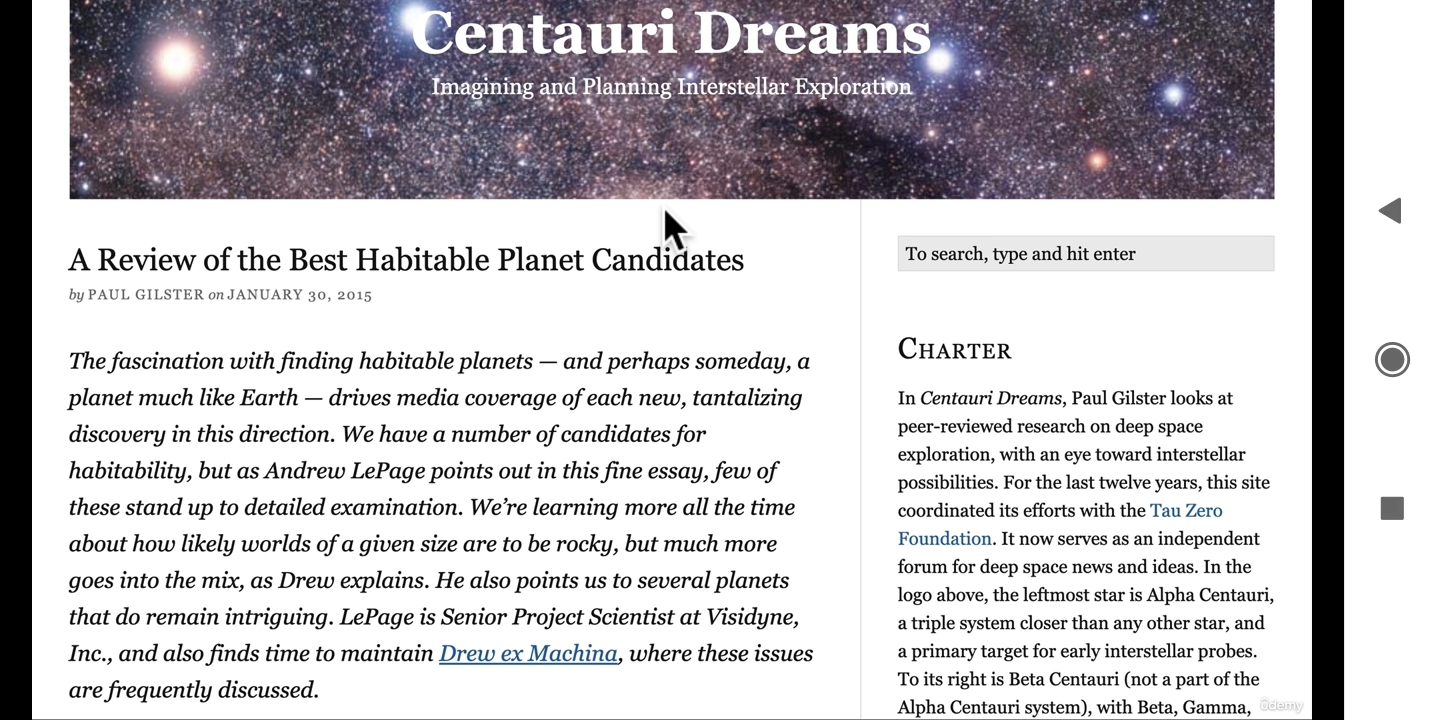 Centauri Dreams
Imagining and Planning Interstellar Exploration
A Review of the Best Habitable Planet Candidates
by PAUL GILSTER on JANUARY 30, 2015
The fascination with finding habitable planets — and perhaps someday, a
planet much like Earth — drives media coverage of each new, tantalizing
discovery in this direction. We have a number of candidates for
habitability, but as Andrew LePage points out in this fine essay, few of
these stand up to detailed examination. We’re learning more all the time
about how likely worlds of a given size are to be rocky, but much more
goes into the mix, as Drew explains. He also points us to several planets
that do remain intriguing. LePage is Senior Project Scientist at Visidyne,
Inc., and also finds time to maintain Drew ex Machina, where these issues
are frequently discussed.
To search, type and hit enter
CHARTER
In Centauri Dreams, Paul Gilster looks at
peer-reviewed research on deep space
exploration, with an eye toward interstellar
possibilities. For the last twelve years, this site
coordinated its efforts with the Tau Zero
Foundation. It now serves as an independent
forum for deep space news and ideas. In the
logo above, the leftmost star is Alpha Centauri,
a triple system closer than any other star, and
a primary target for early interstellar probes.
To its right is Beta Centauri (not a part of the
Alpha Centauri system), with Beta, Gamma,
ûdemy